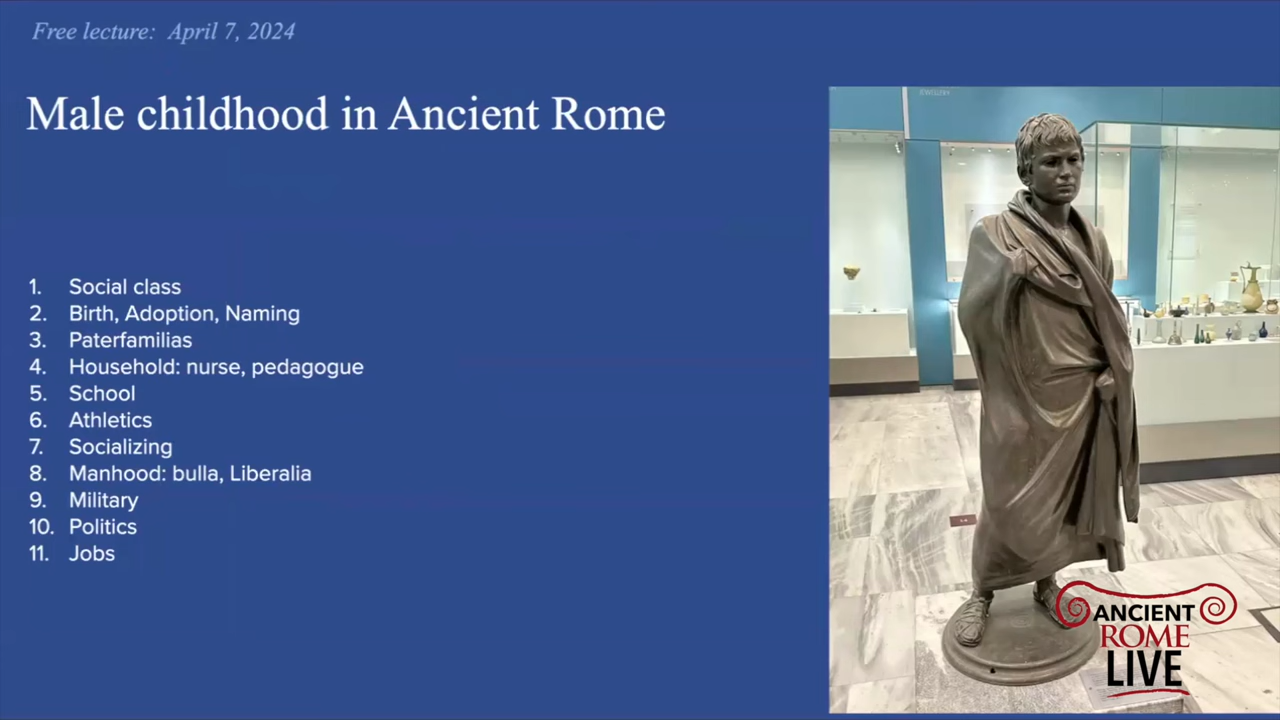 Free lecture: April 7, 2024
Male childhood in Ancient Rome
1. Social class
2. Birth, Adoption, Naming
3. Paterfamilias
4. Household: nurse, pedagogue
5. School
6. Athletics
7. Socializing
8. Manhood: bulla, Liberalia
9. Military
10. Politics
11. Jobs
ANCIENT
ROME
LIVE